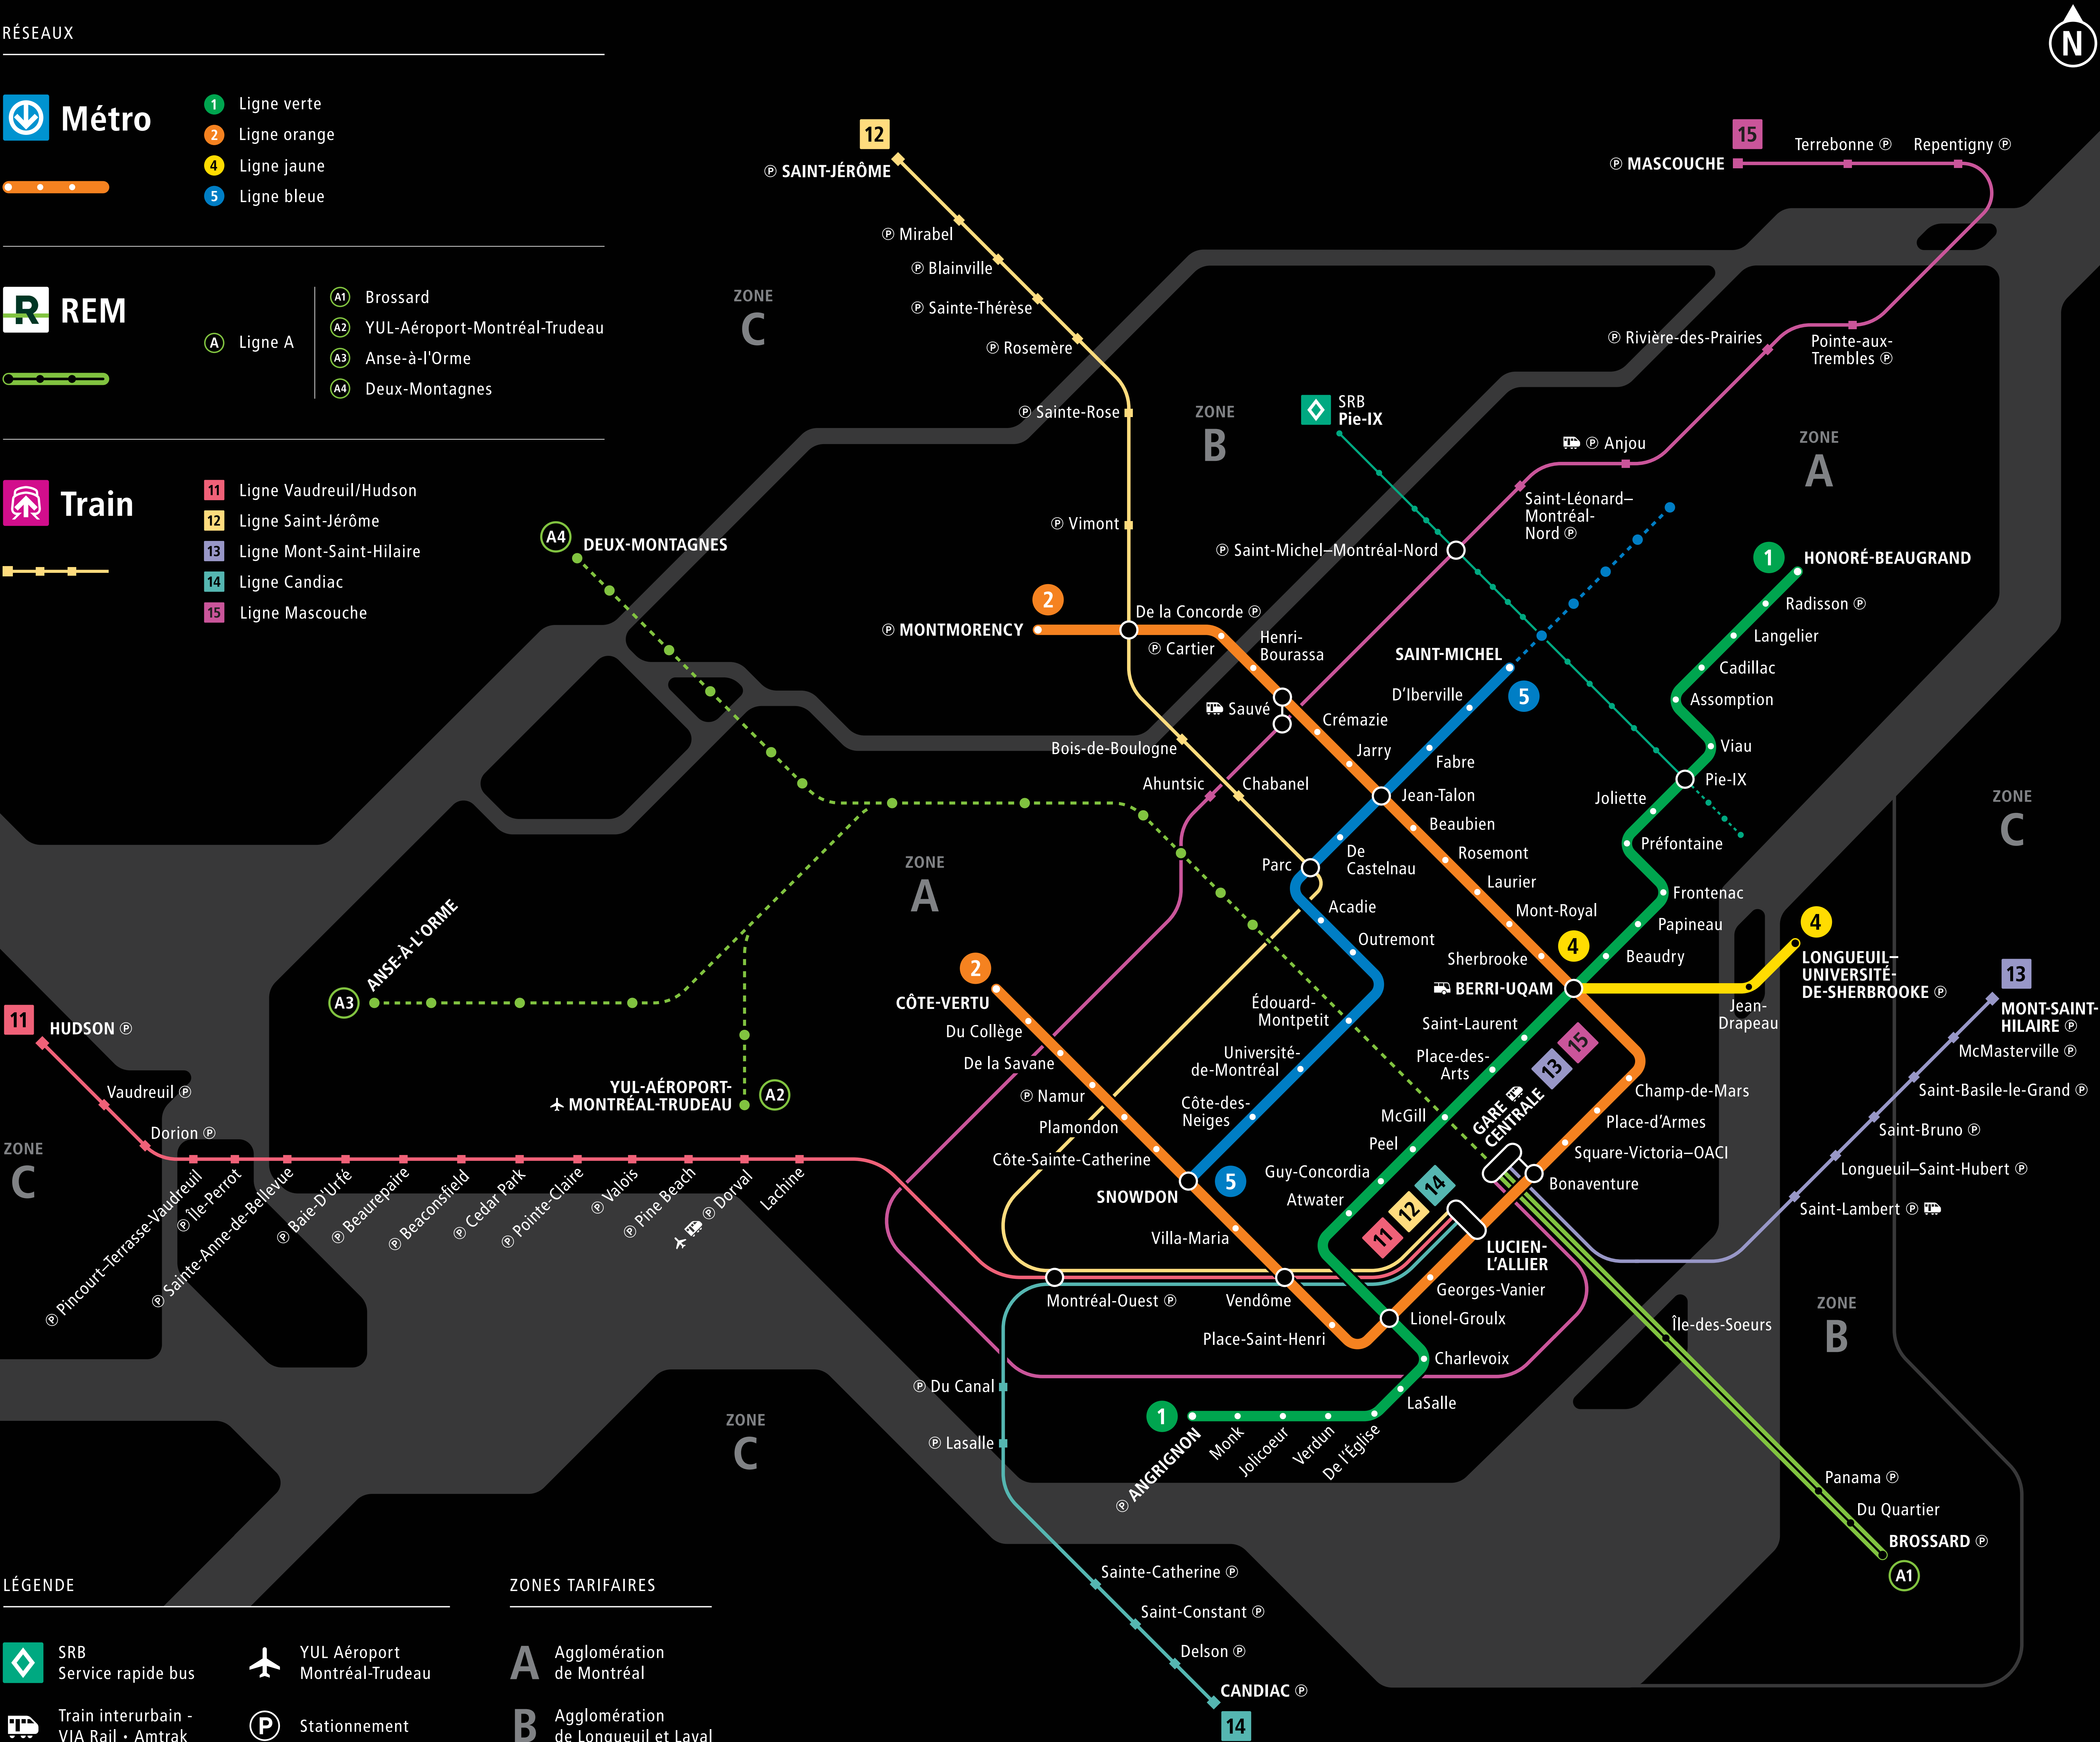 RÉSEAUX
Métro
1 Ligne verte
2 Ligne orange
4 Ligne jaune
5 Ligne bleue
R REM
A Ligne A
A1 Brossard
A2 YUL-Aéroport-Montréal-Trudeau
A3 Anse-à-l'Orme
A4 Deux-Montagnes
Train
11 Ligne Vaudreuil/Hudson
12 Ligne Saint-Jérôme
13 Ligne Mont-Saint-Hilaire
14 Ligne Candiac
15 Ligne Mascouche
N
12
P SAINT-JÉRÔME
P Mirabel
P Blainville
P Sainte-Thérèse
P Rosemère
P Sainte-Rose
P Vimont
ZONE
C
ZONE
B
15
P MASCOUCHE
Terrebonne P
Repentigny P
Pointe-aux-
Trembles P
P Rivière-des-Prairies
P Anjou
Saint-Léonard–
Montréal-
Nord P
P Saint-Michel–Montréal-Nord
SRB
Pie-IX
ZONE
A
A4
DEUX-MONTAGNES
2
P MONTMORENCY
De la Concorde P
P Cartier
Henri-
Bourassa
Sauvé
Crémazie
Jarry
Jean-Talon
Beaubien
Rosemont
Laurier
Mont-Royal
Sherbrooke
4
BERRI-UQAM
SAINT-MICHEL
5
D'Iberville
Fabre
De
Castelnau
Parc
Acadie
Outremont
Édouard-
Montpetit
Université-
de-Montréal
Côte-des-
Neiges
Bois-de-Boulogne
Ahuntsic
Chabanel
1
HONORÉ-BEAUGRAND
Radisson P
Langelier
Cadillac
Assomption
Viau
Pie-IX
Joliette
Préfontaine
Frontenac
Papineau
Beaudry
4
LONGUEUIL–
UNIVERSITÉ-
DE-SHERBROOKE P
Jean-
Drapeau
ZONE
C
13
MONT-SAINT-
HILAIRE P
McMasterville P
Saint-Basile-le-Grand P
Saint-Bruno P
Longueuil–Saint-Hubert P
Saint-Lambert P
ZONE
A
A3
ANSE-À-L'ORME
YUL-AÉROPORT-
MONTRÉAL-TRUDEAU
A2
2
CÔTE-VERTU
Du Collège
De la Savane
P Namur
Plamondon
Côte-Sainte-Catherine
SNOWDON
5
Villa-Maria
Vendôme
Place-Saint-Henri
Saint-Laurent
Place-des-
Arts
McGill
Peel
Guy-Concordia
Atwater
GARE
CENTRALE
13
15
Champ-de-Mars
Place-d'Armes
Square-Victoria–OACI
Bonaventure
11
12
14
LUCIEN-
L'ALLIER
Georges-Vanier
Lionel-Groulx
Charlevoix
LaSalle
De l'Église
Verdun
Jolicoeur
Monk
P ANGRIGNON
1
11
HUDSON P
Vaudreuil P
Dorion P
ZONE
C
P Pincourt–Terrasse-Vaudreuil
P Île-Perrot
P Sainte-Anne-de-Bellevue
P Baie-D'Urfé
P Beaurepaire
P Beaconsfield
P Cedar Park
P Pointe-Claire
P Valois
P Pine Beach
P Dorval
Lachine
Montréal-Ouest P
P Du Canal
P Lasalle
ZONE
C
Sainte-Catherine P
Saint-Constant P
Delson P
CANDIAC P
14
ZONE
B
Île-des-Soeurs
Panama P
Du Quartier
BROSSARD P
A1
LÉGENDE
SRB
Service rapide bus
YUL Aéroport
Montréal-Trudeau
Train interurbain -
VIA Rail • Amtrak
P Stationnement
ZONES TARIFAIRES
A Agglomération
de Montréal
B Agglomération
de Longueuil et Laval